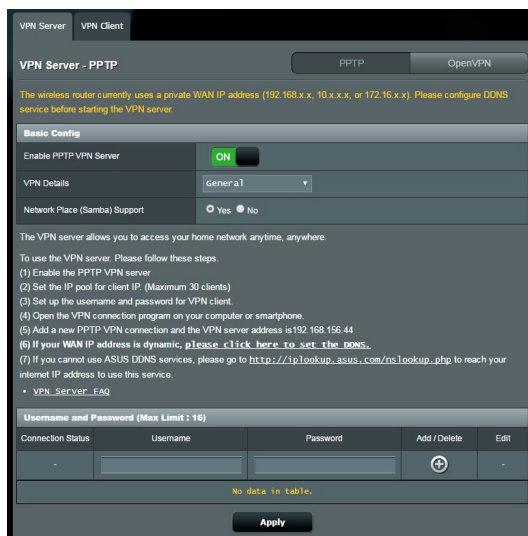 VPN Server VPN Client
VPN Server - PPTP PPTP OpenVPN
The wireless router currently uses a private WAN IP address (192.168.x.x, 10.x.x.x, or 172.16.x.x). Please configure DDNS
service before starting the VPN server.
Basic Config
Enable PPTP VPN Server ON
VPN Details General
Network Place (Samba) Support Yes No
The VPN server allows you to access your home network anytime, anywhere.
To use the VPN server. Please follow these steps.
(1) Enable the PPTP VPN server
(2) Set the IP pool for client IP. (Maximum 30 clients)
(3) Set up the username and password for VPN client.
(4) Open the VPN connection program on your computer or smartphone.
(5) Add a new PPTP VPN connection and the VPN server address is192.168.156.44
(6) If your WAN IP address is dynamic, please click here to set the DDNS.
(7) If you cannot use ASUS DDNS services, please go to http://iplookup.asus.com/nslookup.php to reach your
internet IP address to use this service.
• VPN Server FAQ
Username and Password (Max Limit : 16)
Connection Status Username Password Add / Delete Edit
- -
No data in table.
Apply